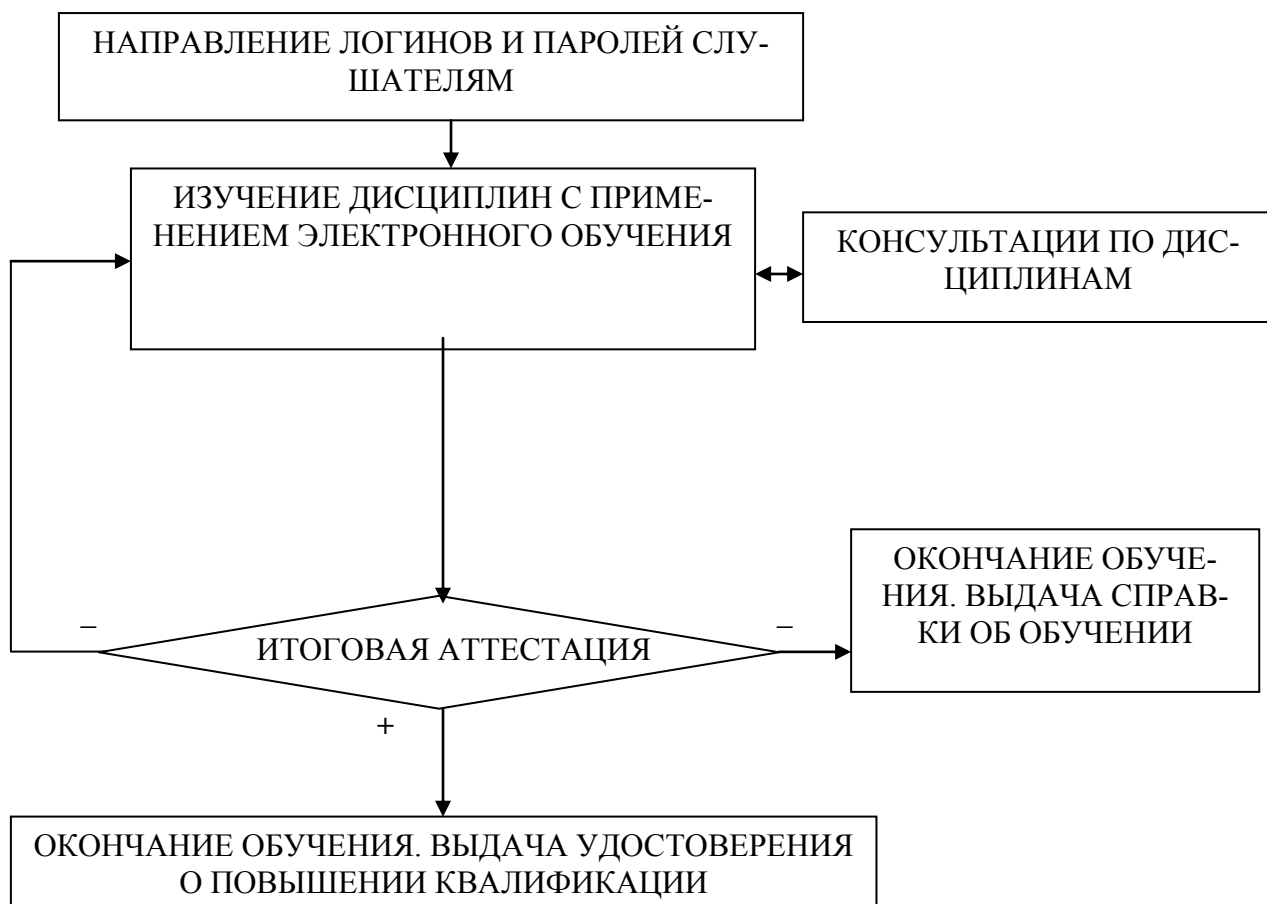 НАПРАВЛЕНИЕ ЛОГИНОВ И ПАРОЛЕЙ СЛУ-
ШАТЕЛЯМ
ИЗУЧЕНИЕ ДИСЦИПЛИН С ПРИМЕ-
НЕНИЕМ ЭЛЕКТРОННОГО ОБУЧЕНИЯ
КОНСУЛЬТАЦИИ ПО ДИС-
ЦИПЛИНАМ
ОКОНЧАНИЕ ОБУЧЕ-
НИЯ. ВЫДАЧА СПРАВ-
КИ ОБ ОБУЧЕНИИ
–
ИТОГОВАЯ АТТЕСТАЦИЯ
–
+
ОКОНЧАНИЕ ОБУЧЕНИЯ. ВЫДАЧА УДОСТОВЕРЕНИЯ
О ПОВЫШЕНИИ КВАЛИФИКАЦИИ